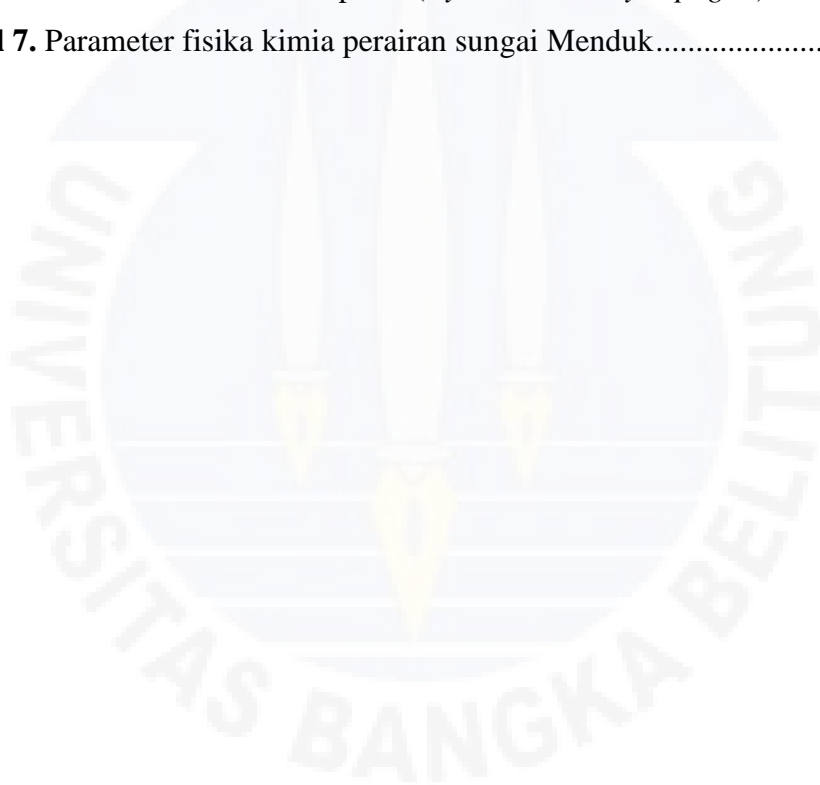 l 7. Parameter fisika kimia perairan sungai Menduk......................
UNIVERSITAS BANGKA BELITUNG